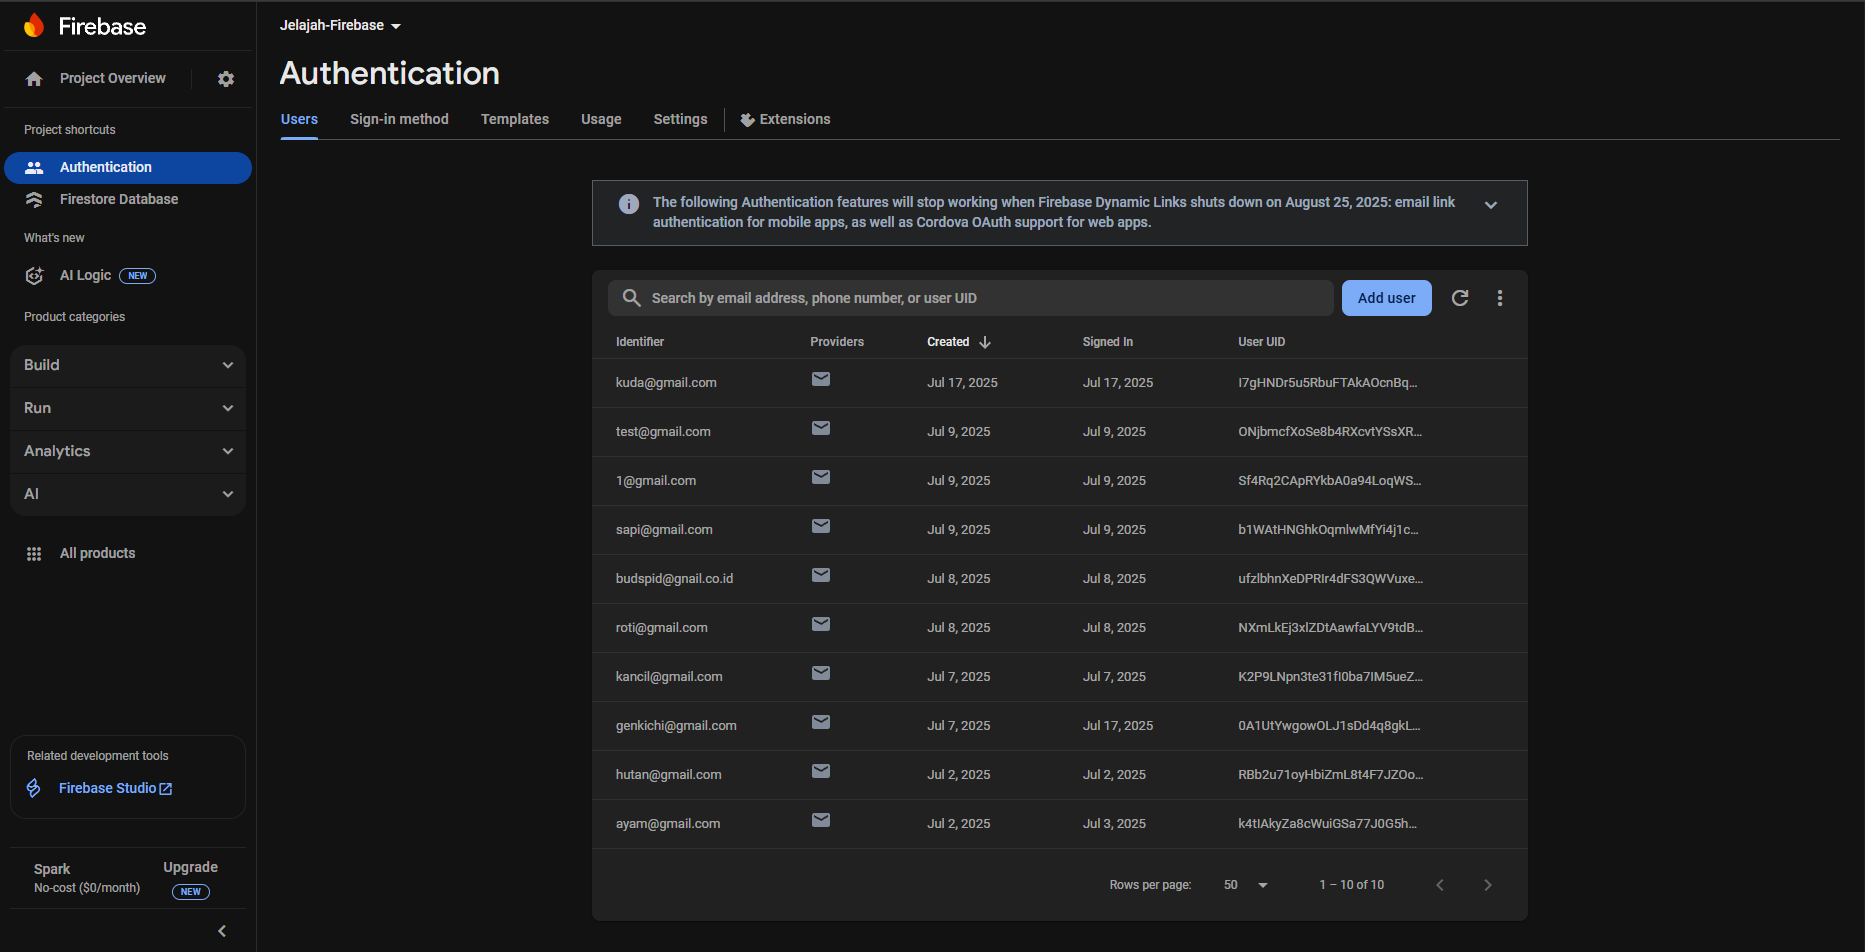 Firebase
Project Overview
Project shortcuts
Authentication
Firestore Database
What's new
AI Logic NEW
Product categories
Build
Run
Analytics
AI
All products
Related development tools
Firebase Studio
Spark
No-cost ($0/month)
Upgrade
NEW
Jelajah-Firebase
Authentication
Users Sign-in method Templates Usage Settings Extensions
The following Authentication features will stop working when Firebase Dynamic Links shuts down on August 25, 2025: email link
authentication for mobile apps, as well as Cordova OAuth support for web apps.
Search by email address, phone number, or user UID Add user
Identifier Providers Created Signed In User UID
kuda@gmail.com Jul 17, 2025 Jul 17, 2025 I7gHNDr5u5RbuFTAkAOcnBq...
test@gmail.com Jul 9, 2025 Jul 9, 2025 ONjbmcfXoSe8b4RXcvtYSsXR...
1@gmail.com Jul 9, 2025 Jul 9, 2025 Sf4Rq2CApRYkbA0a94LoqWS...
sapi@gmail.com Jul 9, 2025 Jul 9, 2025 b1WAtHNGhkOqmlwMfYi4j1c...
budspid@gnail.co.id Jul 8, 2025 Jul 8, 2025 ufzlbhnXeDPRIr4dFS3QWVuxe...
roti@gmail.com Jul 8, 2025 Jul 8, 2025 NXmLkEj3xlZDtAawfaLYV9tdB...
kancil@gmail.com Jul 7, 2025 Jul 7, 2025 K2P9LNpn3te31fI0ba7IM5ueZ...
genkichi@gmail.com Jul 7, 2025 Jul 17, 2025 0A1UtYwgowOLJ1sDd4q8gkL...
hutan@gmail.com Jul 2, 2025 Jul 2, 2025 RBb2u71oyHbiZmL8t4F7JZOo...
ayam@gmail.com Jul 2, 2025 Jul 3, 2025 k4tIAkyZa8cWuiGSa77J0G5h...
Rows per page: 50 1 – 10 of 10